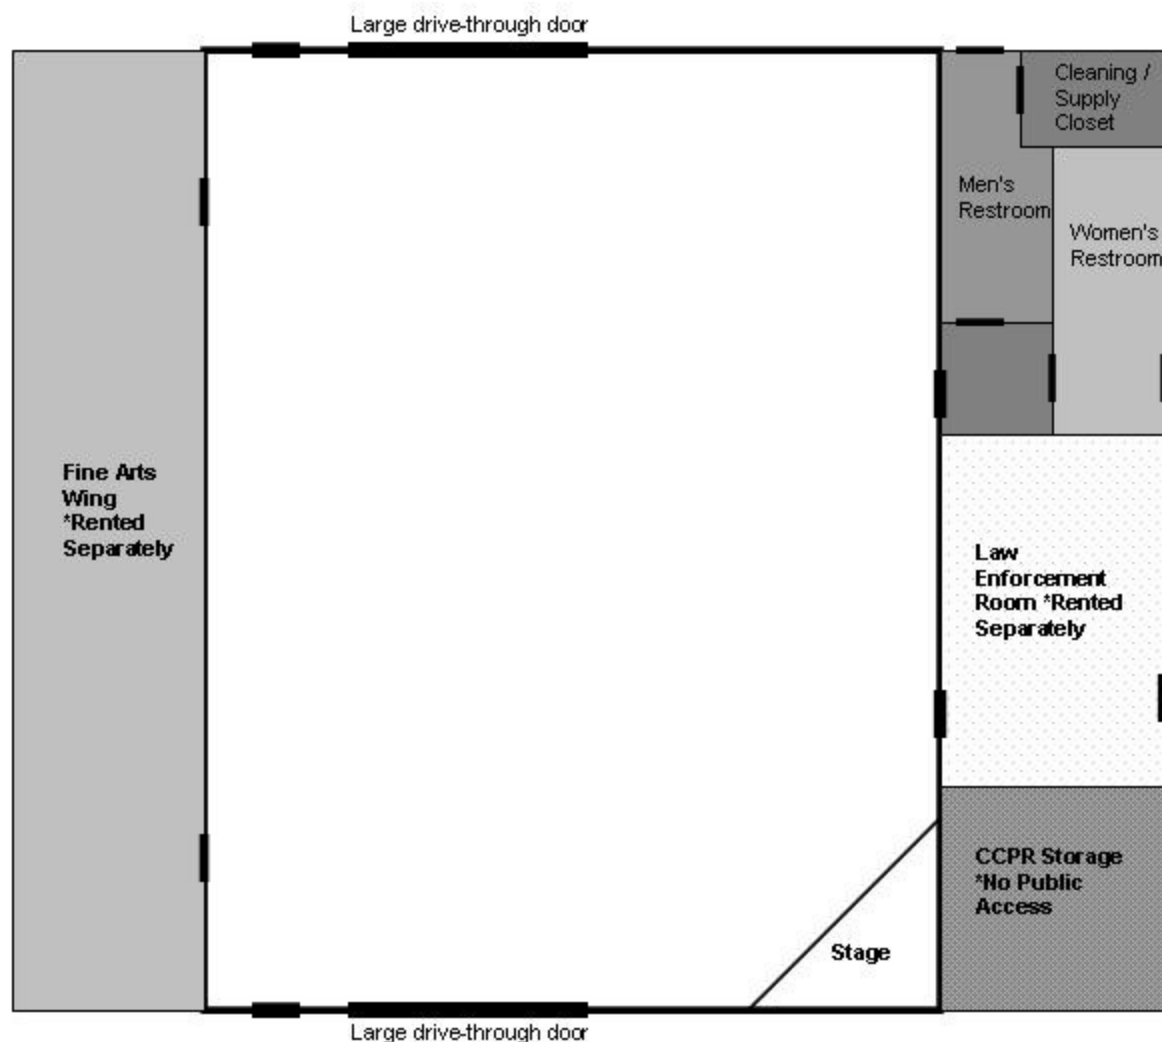 Large drive-through door
Cleaning /
Supply
Closet
Men's
Restroom
Women's
Restroom
Fine Arts
Wing
*Rented
Separately
Law
Enforcement
Room *Rented
Separately
CCPR Storage
*No Public
Access
Stage
Large drive-through door